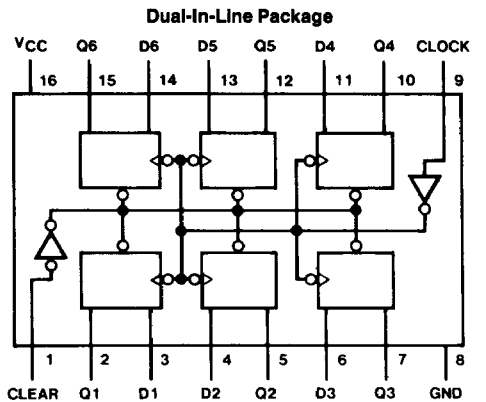 Dual-In-Line Package
VCC Q6 D6 D5 Q5 D4 Q4 CLOCK
16 15 14 13 12 11 10 9
1 2 3 4 5 6 7 8
CLEAR Q1 D1 D2 Q2 D3 Q3 GND